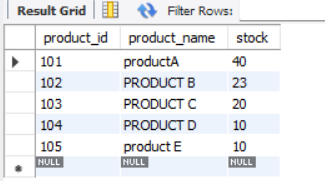 Result Grid Filter Rows:
product_id product_name stock
101 productA 40
102 PRODUCT B 23
103 PRODUCT C 20
104 PRODUCT D 10
105 product E 10
NULL NULL NULL